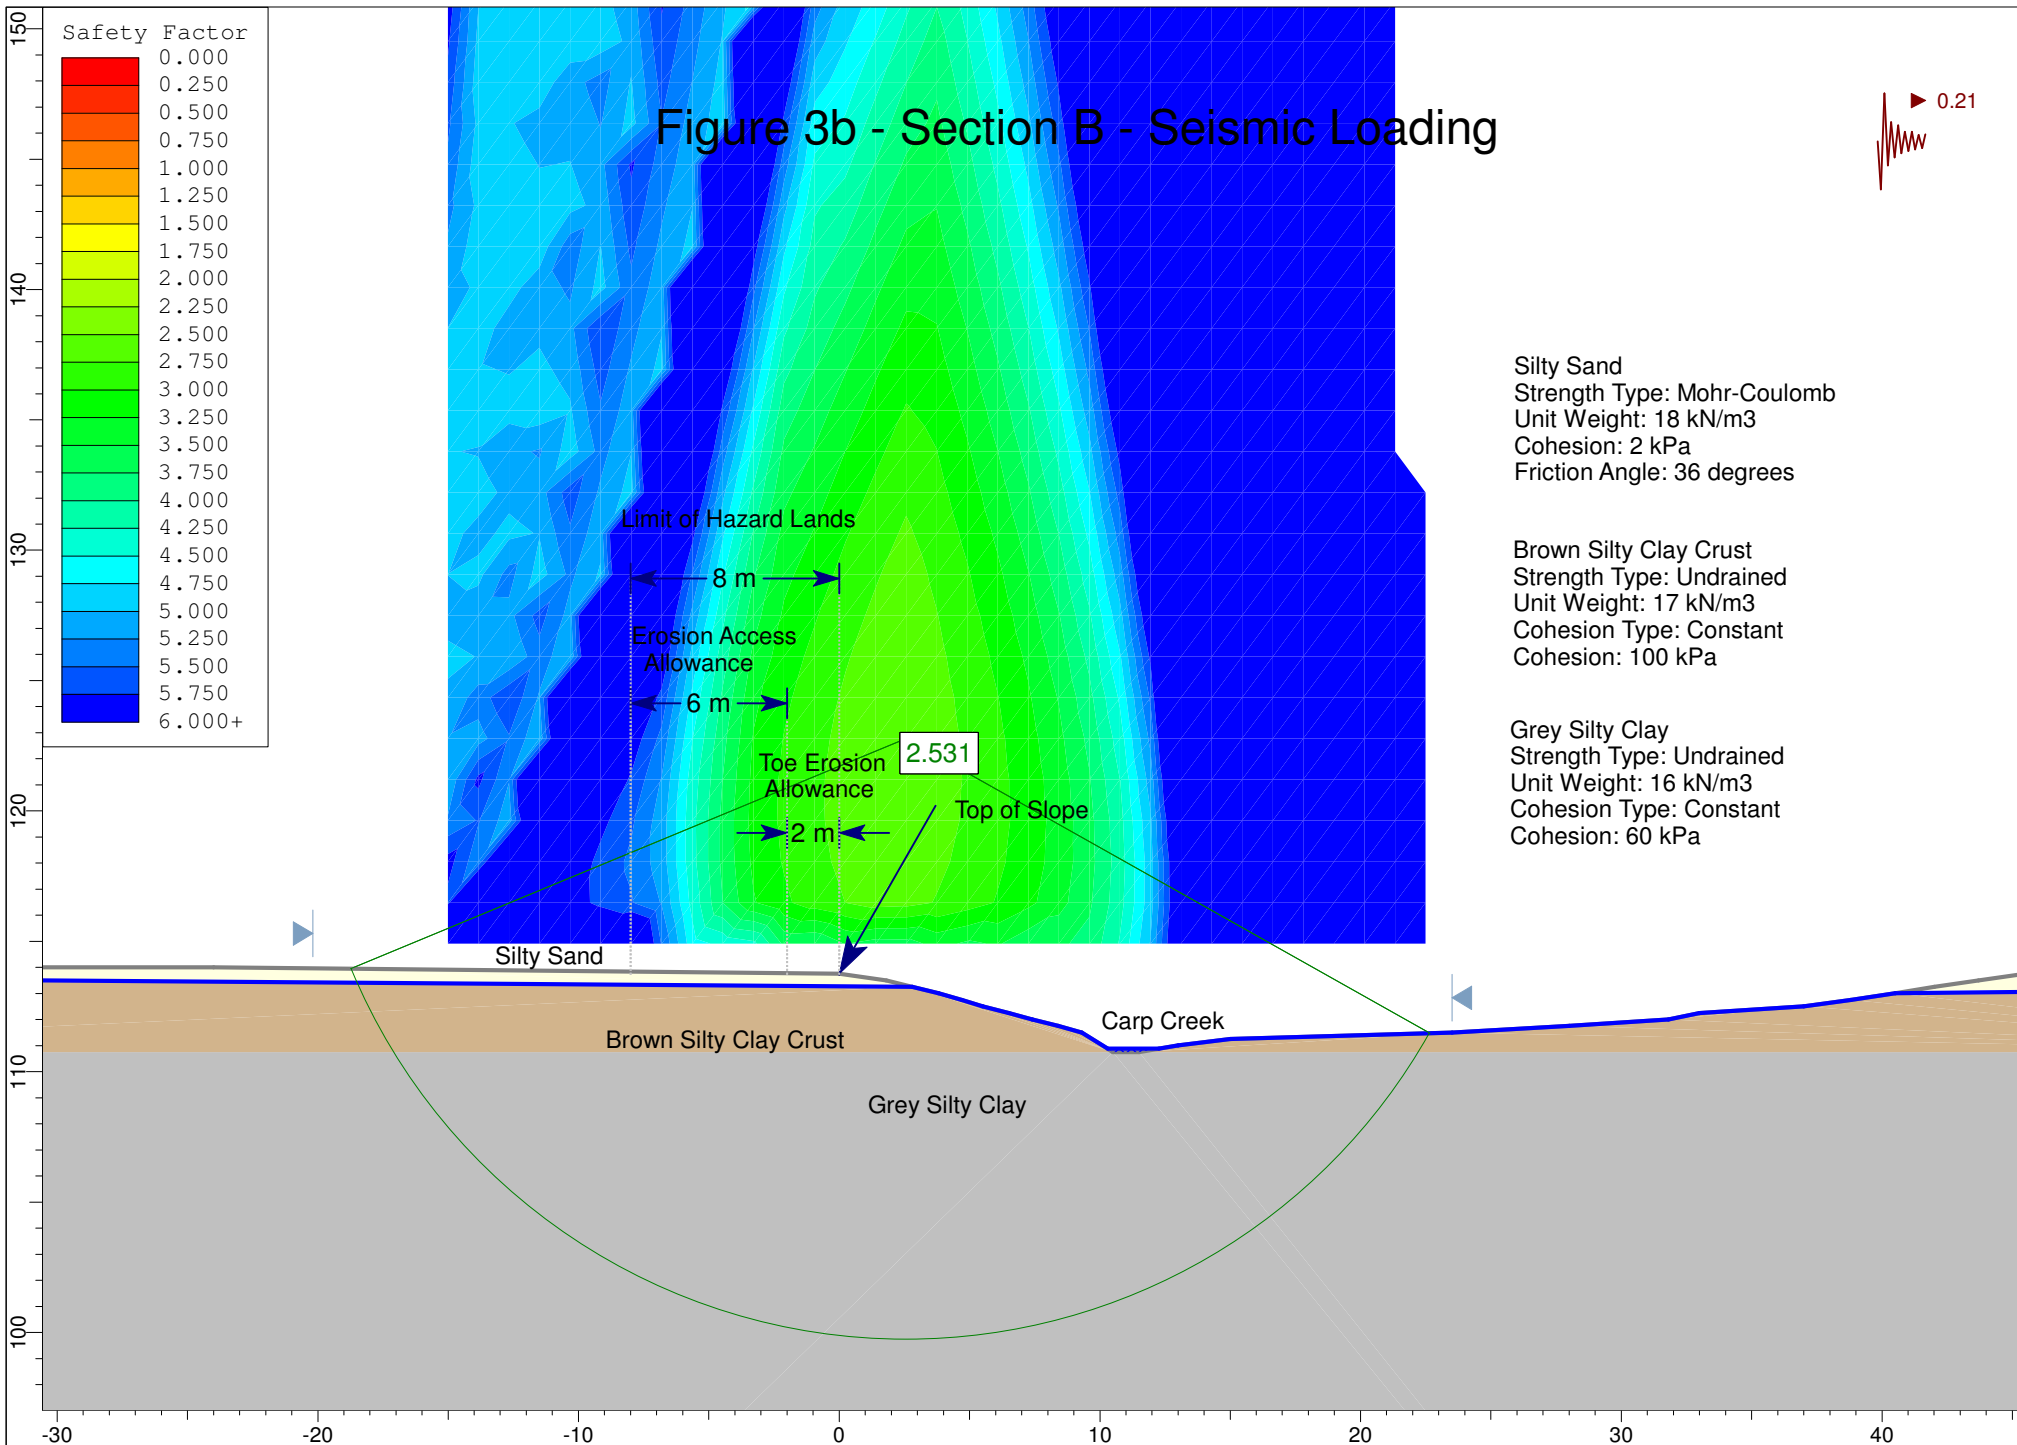 Safety Factor
0.000
0.250
0.500
0.750
1.000
1.250
1.500
1.750
2.000
2.250
2.500
2.750
3.000
3.250
3.500
3.750
4.000
4.250
4.500
4.750
5.000
5.250
5.500
5.750
6.000+
Figure 3b - Section B - Seismic Loading
0.21
Silty Sand
Strength Type: Mohr-Coulomb
Unit Weight: 18 kN/m3
Cohesion: 2 kPa
Friction Angle: 36 degrees
Brown Silty Clay Crust
Strength Type: Undrained
Unit Weight: 17 kN/m3
Cohesion Type: Constant
Cohesion: 100 kPa
Grey Silty Clay
Strength Type: Undrained
Unit Weight: 16 kN/m3
Cohesion Type: Constant
Cohesion: 60 kPa
Limit of Hazard Lands
8 m
Erosion Access
Allowance
6 m
Toe Erosion
Allowance
2 m
2.531
Top of Slope
Silty Sand
Carp Creek
Brown Silty Clay Crust
Grey Silty Clay
150
140
130
120
110
100
-30
-20
-10
0
10
20
30
40